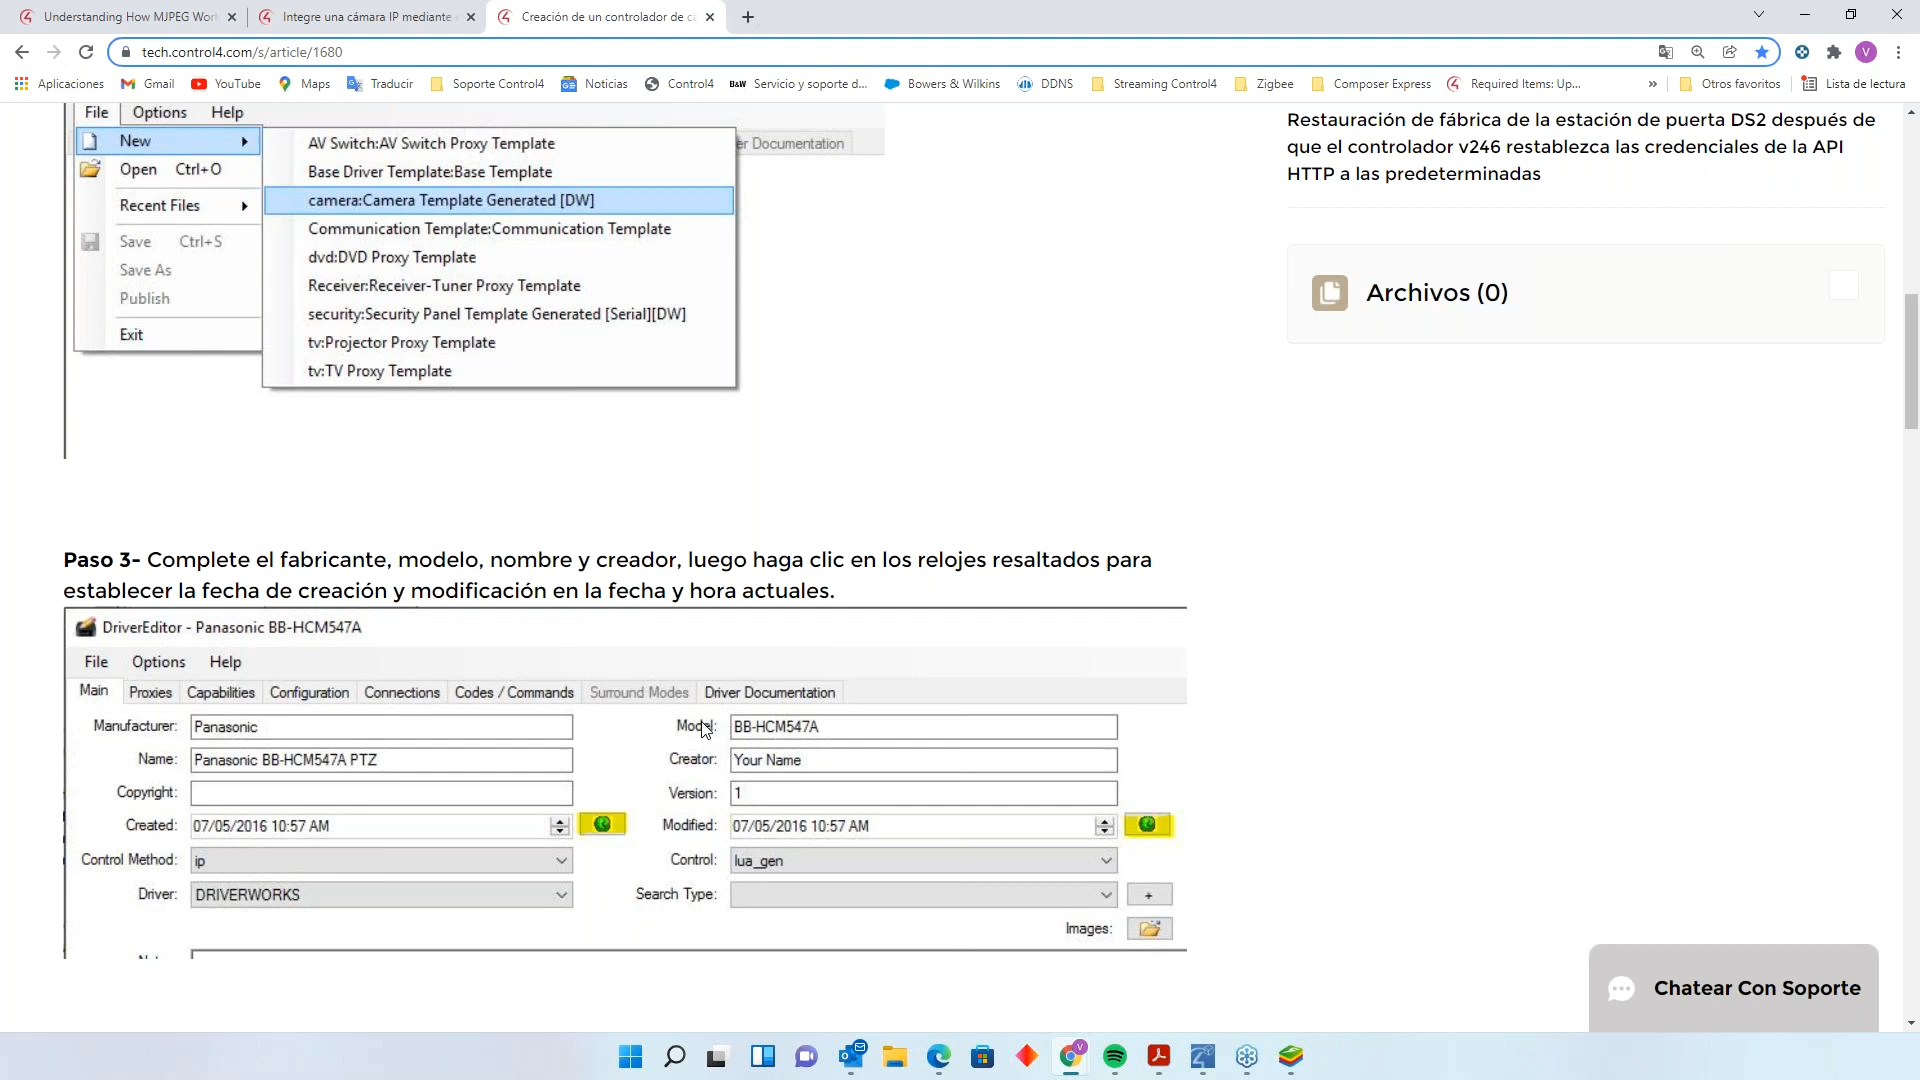 Understanding How MJPEG Wor
Integre una cámara IP mediante
Creación de un controlador de c
tech.control4.com/s/article/1680
V
Aplicaciones
Gmail
YouTube
Maps
Traducir
Soporte Control4
Noticias
Control4
B&W Servicio y soporte d...
Bowers & Wilkins
DDNS
Streaming Control4
Zigbee
Composer Express
Required Items: Up...
»
Otros favoritos
Lista de lectura
File Options Help
New
Open Ctrl+O
Recent Files
Save Ctrl+S
Save As
Publish
Exit
AV Switch:AV Switch Proxy Template
Base Driver Template:Base Template
camera:Camera Template Generated [DW]
Communication Template:Communication Template
dvd:DVD Proxy Template
Receiver:Receiver-Tuner Proxy Template
security:Security Panel Template Generated [Serial][DW]
tv:Projector Proxy Template
tv:TV Proxy Template
er Documentation
Restauración de fábrica de la estación de puerta DS2 después de
que el controlador v246 restablezca las credenciales de la API
HTTP a las predeterminadas
Archivos (0)
Paso 3- Complete el fabricante, modelo, nombre y creador, luego haga clic en los relojes resaltados para
establecer la fecha de creación y modificación en la fecha y hora actuales.
DriverEditor - Panasonic BB-HCM547A
File Options Help
Main Proxies Capabilities Configuration Connections Codes / Commands Surround Modes Driver Documentation
Manufacturer: Panasonic Model: BB-HCM547A
Name: Panasonic BB-HCM547A PTZ Creator: Your Name
Copyright: Version: 1
Created: 07/05/2016 10:57 AM Modified: 07/05/2016 10:57 AM
Control Method: ip Control: lua_gen
Driver: DRIVERWORKS Search Type: +
Images:
Chatear Con Soporte